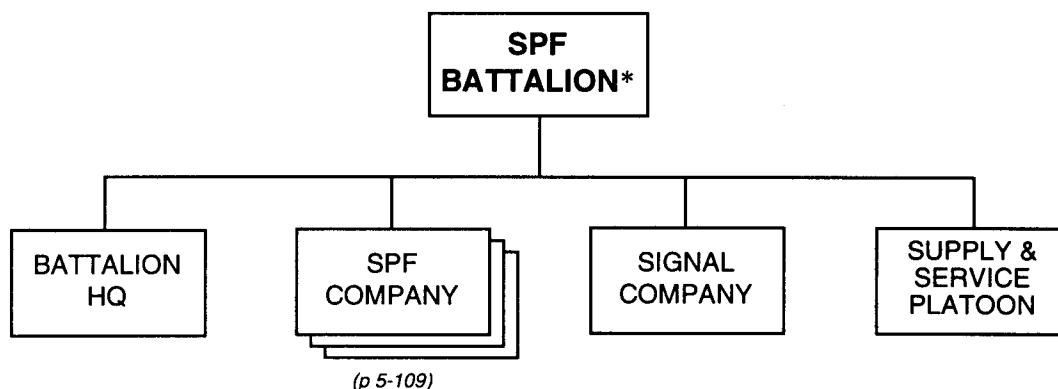 SPF
BATTALION*
BATTALION
HQ
SPF
COMPANY
SIGNAL
COMPANY
SUPPLY &
SERVICE
PLATOON
(p 5-109)